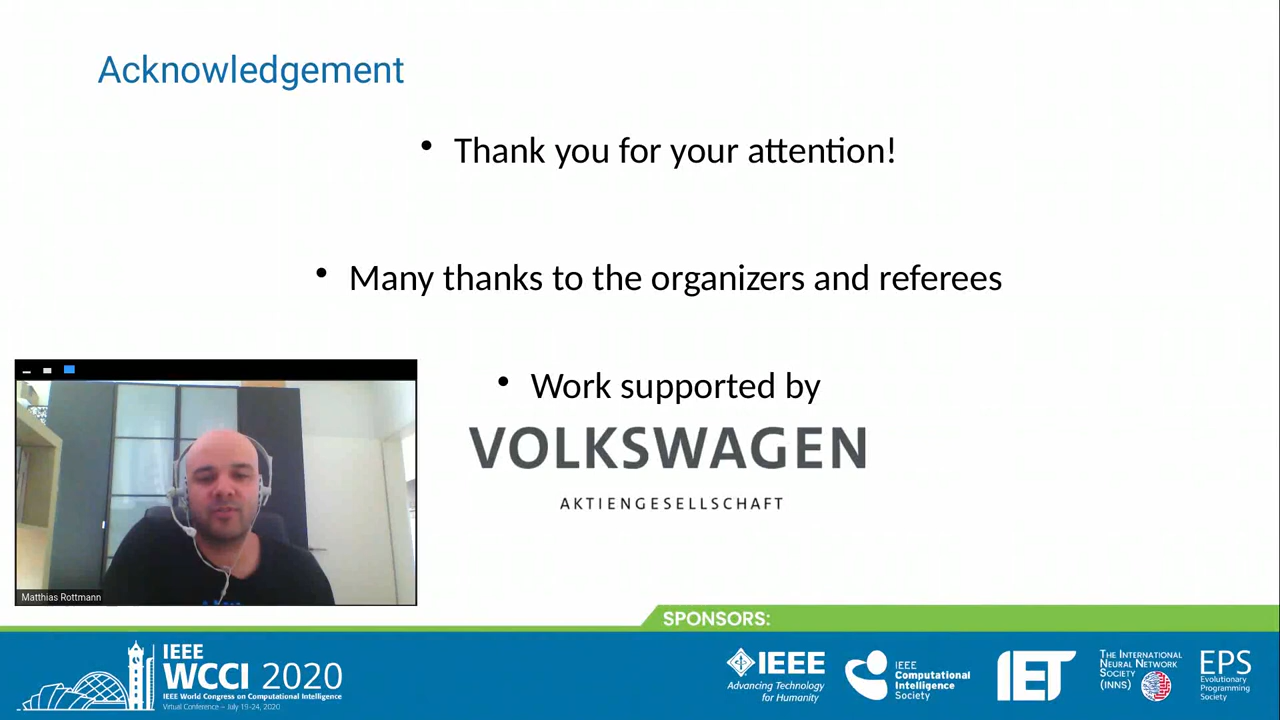 Acknowledgement
• Thank you for your attention!
• Many thanks to the organizers and referees
• Work supported by
VOLKSWAGEN
AKTIENGESELLSCHAFT
Matthias Rottmann
SPONSORS:
IEEE
WCCI 2020
IEEE World Congress on Computational Intelligence
Virtual Conference – July 19-24, 2020
IEEE
Advancing Technology
for Humanity
IEEE
Computational
Intelligence
Society
IET
The International
Neural Network
Society
(INNS)
EPS
Evolutionary
Programming
Society